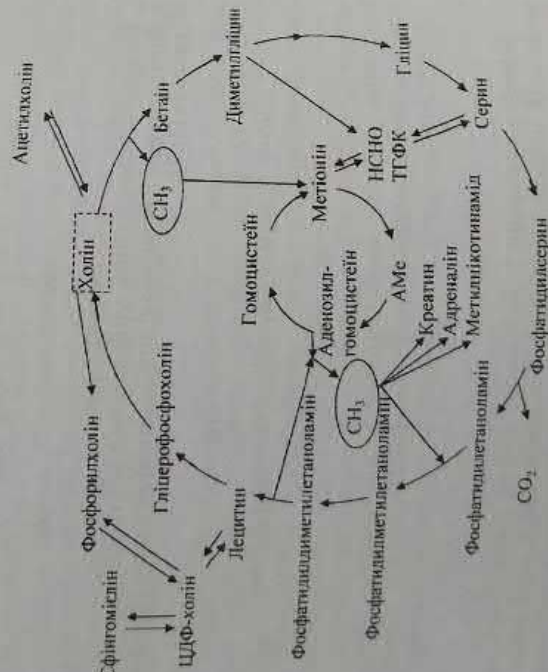 Ацетилхолін
Холін
Фосфорилхолін
сфінгомієлін
ЦДФ-холін
Бетаїн
CH₃
Гліцерофосфохолін
Лецитин
Диметилгліцин
Гомоцистеїн
Метіонін
Аденозил-
гомоцистеїн
Фосфатидилдиметилетаноламін
НСНО
ТГФК
Гліцин
АМе
CH₃
Фосфатидилметилетаноламін
Креатин
Адреналін
Метилнікотинамід
Серин
Фосфатидилетаноламін
CO₂
Фосфатидилсерин